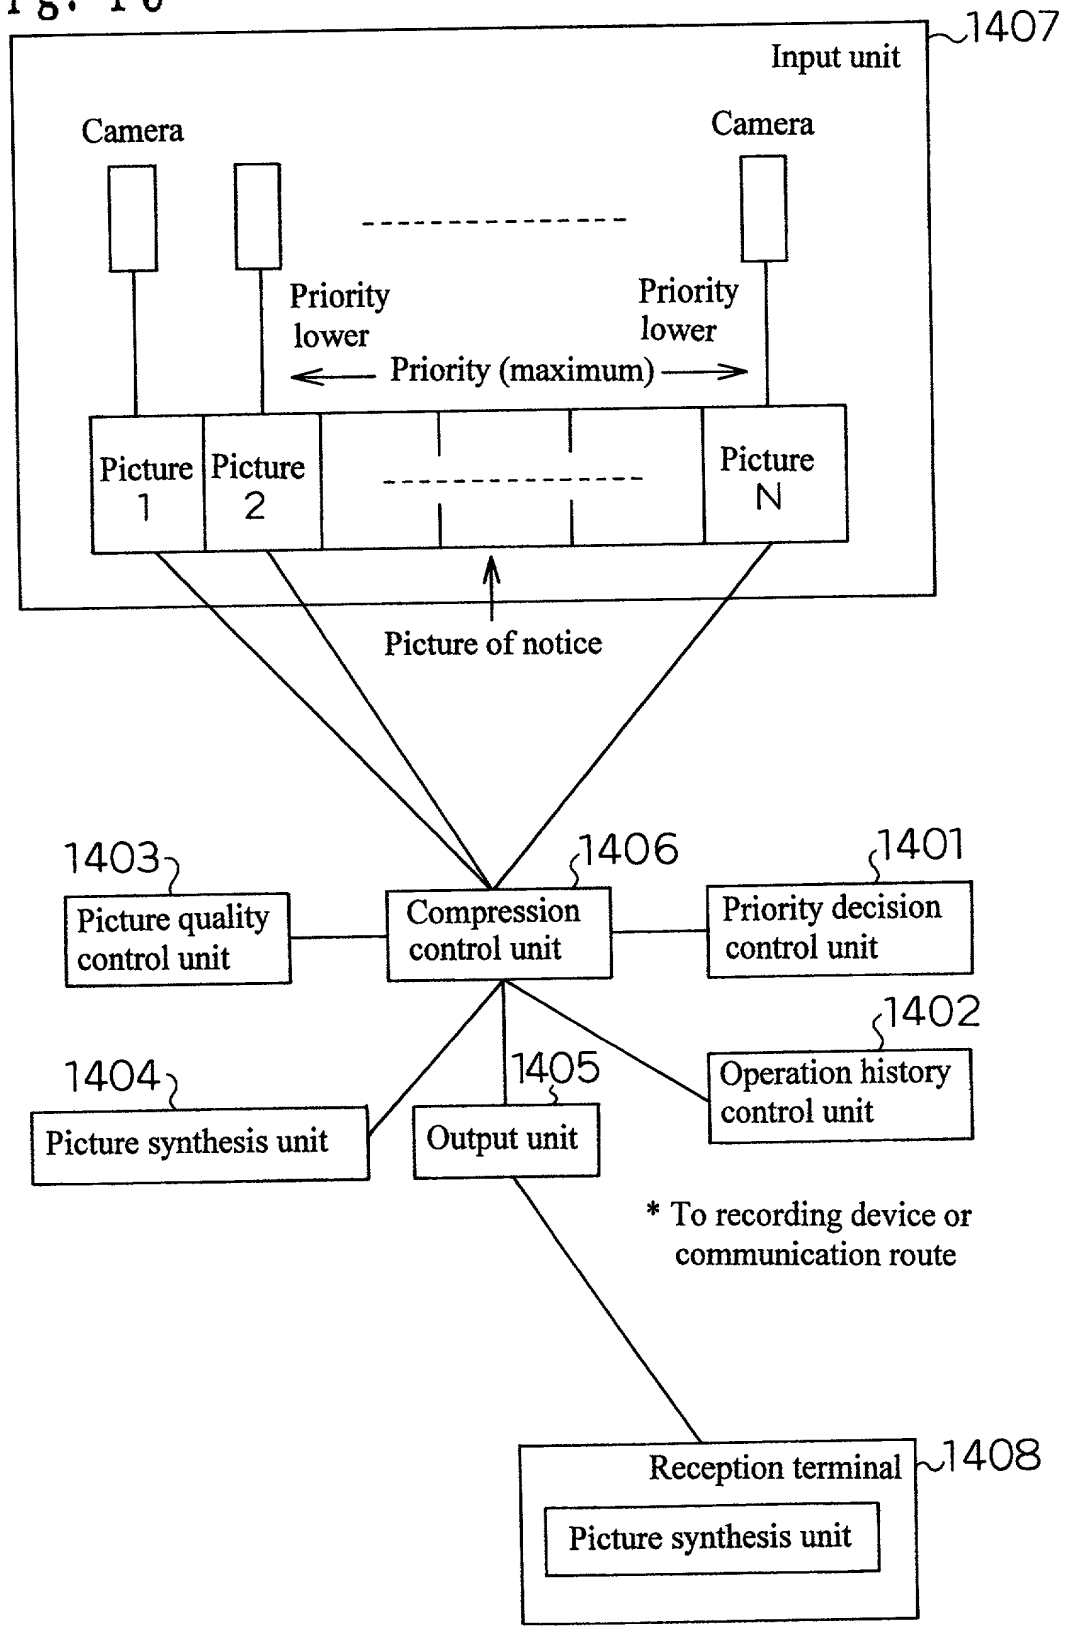 1407
Input unit
Camera
Camera
Priority
lower
Priority
lower
Priority (maximum)
Picture
1
Picture
2
Picture
N
Picture of notice
1403
1406
1401
Picture quality
control unit
Compression
control unit
Priority decision
control unit
1402
1404
1405
Operation history
control unit
Picture synthesis unit
Output unit
* To recording device or
communication route
Reception terminal
1408
Picture synthesis unit